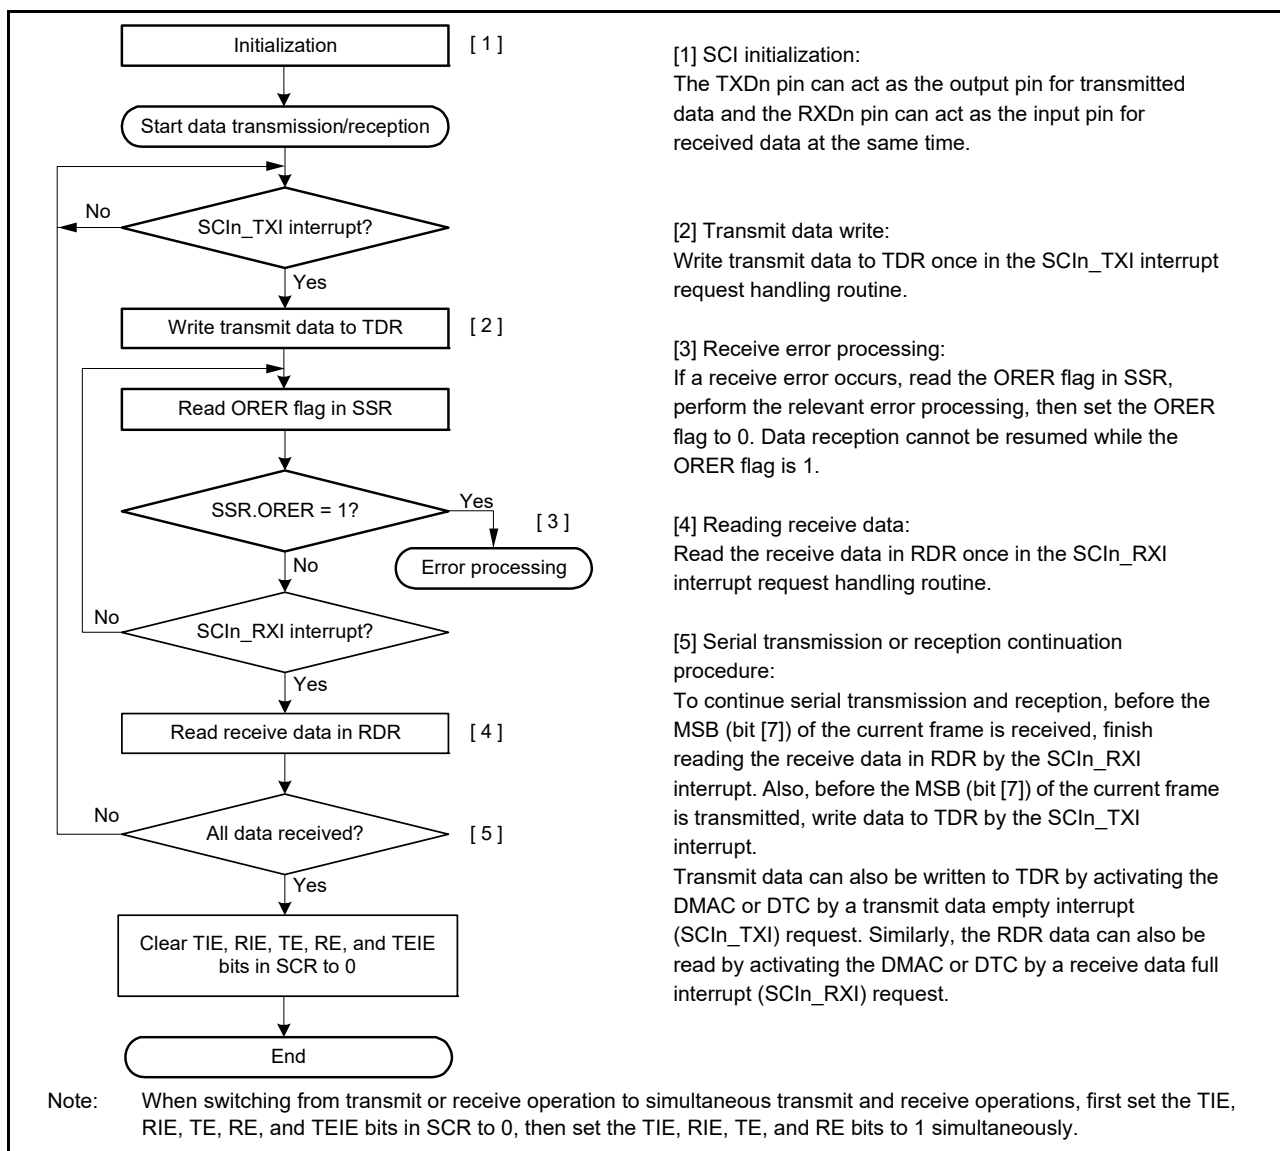 Initialization
[ 1 ]
Start data transmission/reception
No
SCIn_TXI interrupt?
Yes
Write transmit data to TDR
[ 2 ]
Read ORER flag in SSR
SSR.ORER = 1?
Yes
[ 3 ]
Error processing
No
No
SCIn_RXI interrupt?
Yes
Read receive data in RDR
[ 4 ]
No
All data received?
[ 5 ]
Yes
Clear TIE, RIE, TE, RE, and TEIE
bits in SCR to 0
End
[1] SCI initialization:
The TXDn pin can act as the output pin for transmitted
data and the RXDn pin can act as the input pin for
received data at the same time.
[2] Transmit data write:
Write transmit data to TDR once in the SCIn_TXI interrupt
request handling routine.
[3] Receive error processing:
If a receive error occurs, read the ORER flag in SSR,
perform the relevant error processing, then set the ORER
flag to 0. Data reception cannot be resumed while the
ORER flag is 1.
[4] Reading receive data:
Read the receive data in RDR once in the SCIn_RXI
interrupt request handling routine.
[5] Serial transmission or reception continuation
procedure:
To continue serial transmission and reception, before the
MSB (bit [7]) of the current frame is received, finish
reading the receive data in RDR by the SCIn_RXI
interrupt. Also, before the MSB (bit [7]) of the current frame
is transmitted, write data to TDR by the SCIn_TXI
interrupt.
Transmit data can also be written to TDR by activating the
DMAC or DTC by a transmit data empty interrupt
(SCIn_TXI) request. Similarly, the RDR data can also be
read by activating the DMAC or DTC by a receive data full
interrupt (SCIn_RXI) request.
Note: When switching from transmit or receive operation to simultaneous transmit and receive operations, first set the TIE,
RIE, TE, RE, and TEIE bits in SCR to 0, then set the TIE, RIE, TE, and RE bits to 1 simultaneously.